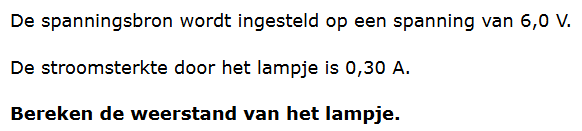 De spanningsbron wordt ingesteld op een spanning van 6,0 V.
De stroomsterkte door het lampje is 0,30 A.
Bereken de weerstand van het lampje.